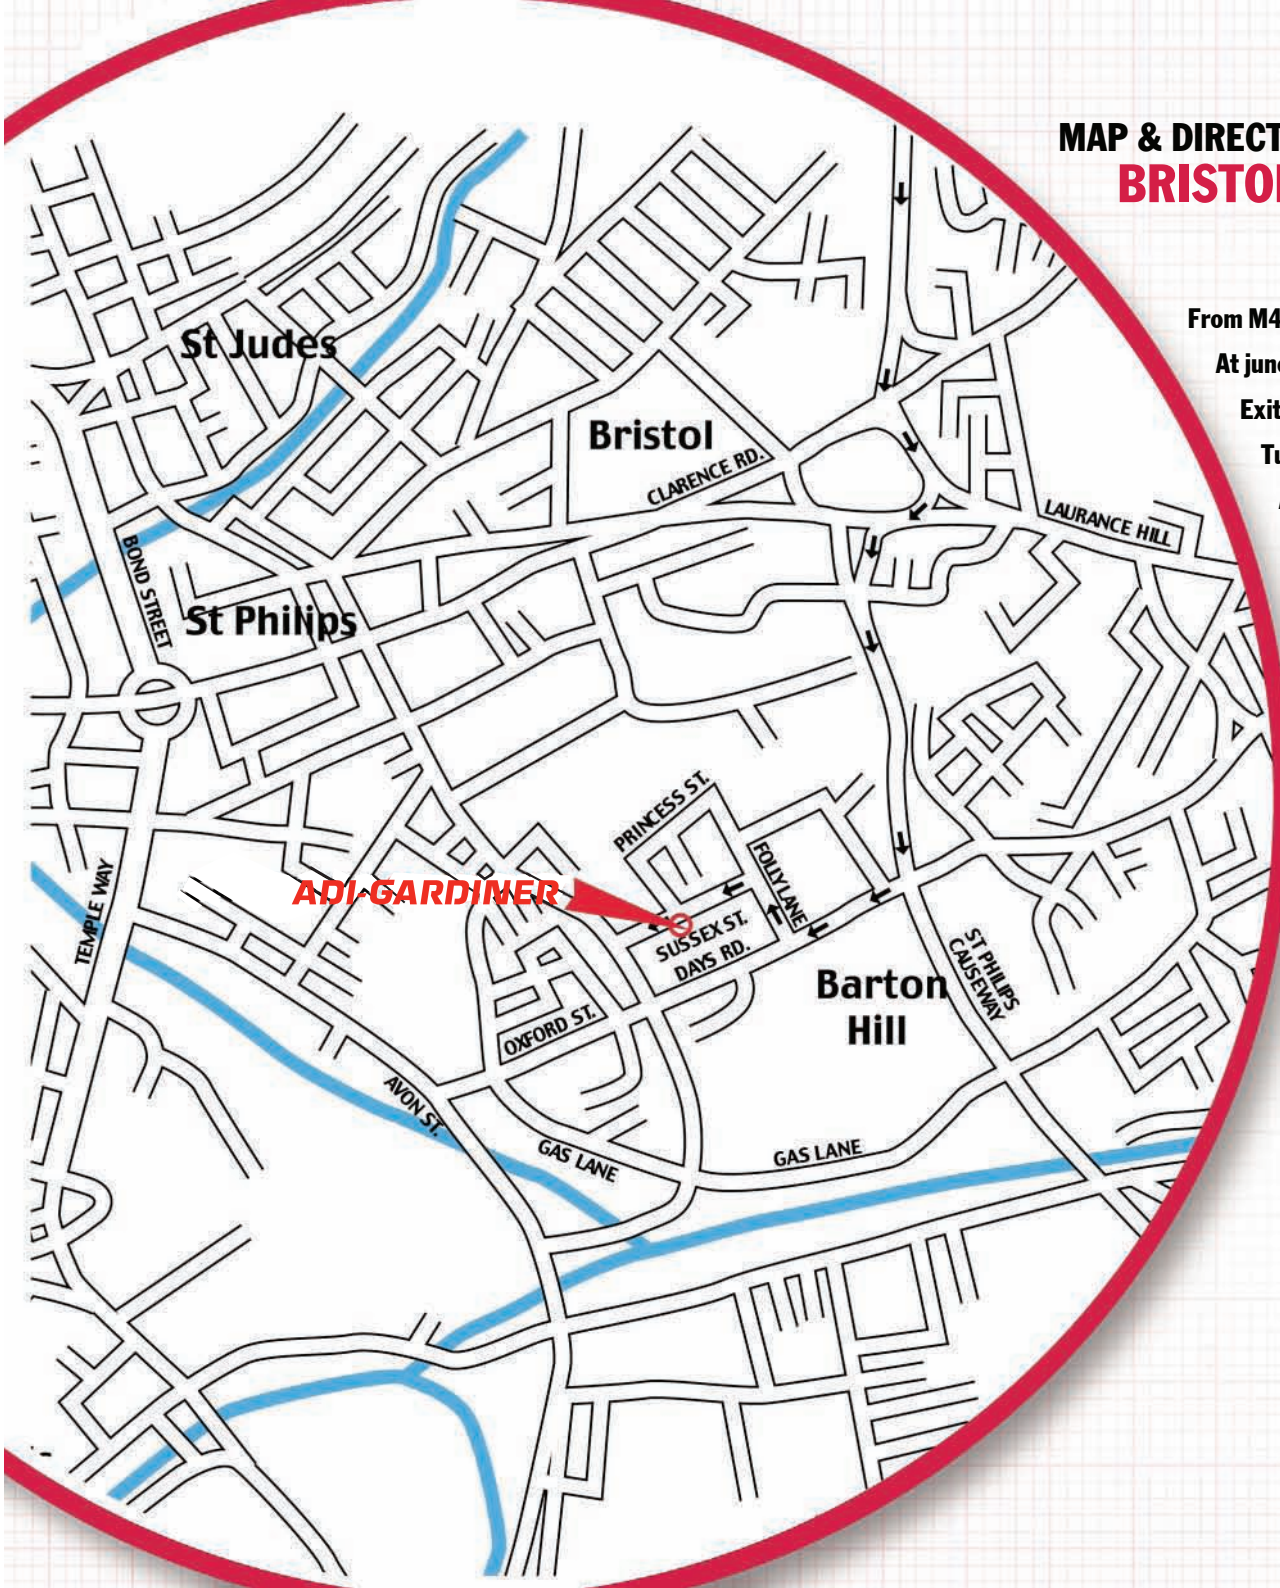 MAP & DIRECT
BRISTOL
From M4
At junc
Exit
Tu
St Judes
Bristol
CLARENCE RD.
LAURANCE HILL
BOND STREET
St Philips
PRINCESS ST.
FOLLY LANE
TEMPLE WAY
ADI-GARDINER
SUSSEX ST.
DAYS RD.
ST PHILIPS
CAUSEWAY
Barton
Hill
OXFORD ST.
AVON ST.
GAS LANE
GAS LANE